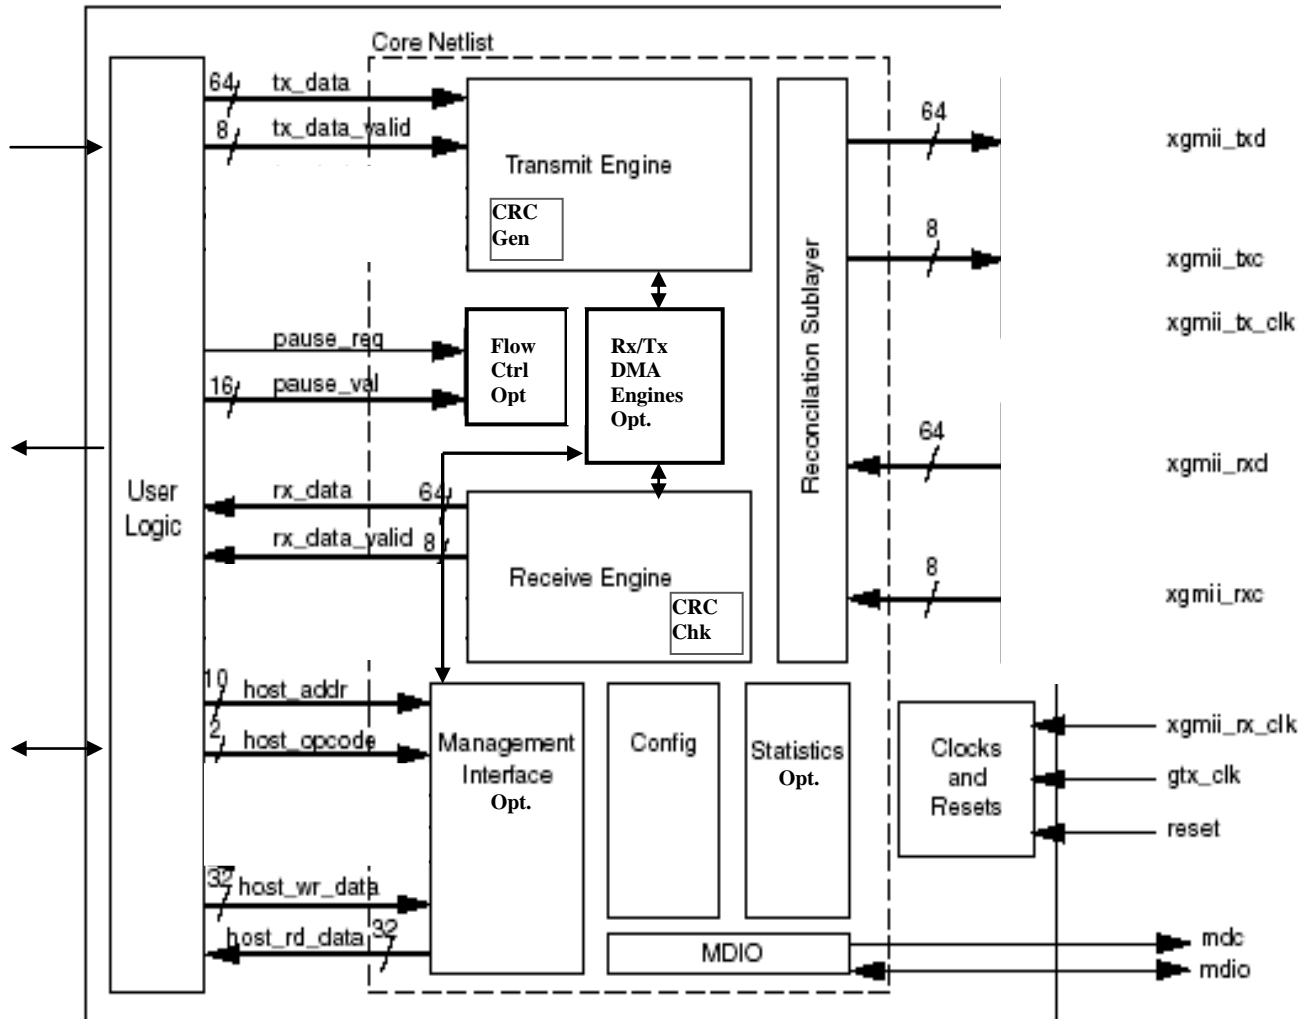 Core Netlist
64 tx_data
8 tx_data_valid
Transmit Engine
CRC
Gen
64
xgmii_txd
8
xgmii_txc
xgmii_tx_clk
Reconciliation Sublayer
pause_req
16 pause_val
Flow
Ctrl
Opt
Rx/Tx
DMA
Engines
Opt.
64
xgmii_rxd
User
Logic
rx_data 64
rx_data_valid 8
Receive Engine
CRC
Chk
8
xgmii_rxc
10 host_addr
2 host_opcode
Management
Interface
Opt.
Config
Statistics
Opt.
Clocks
and
Resets
xgmii_rx_clk
gtx_clk
reset
32 host_wr_data
host_rd_data 32
MDIO
mdc
mdio